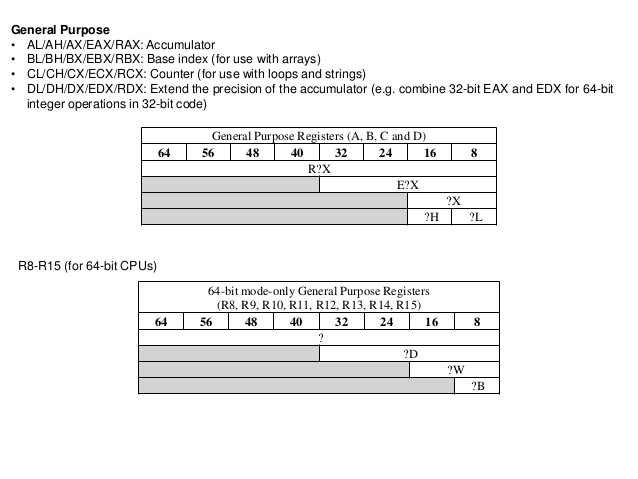 General Purpose
• AL/AH/AX/EAX/RAX: Accumulator
• BL/BH/BX/EBX/RBX: Base index (for use with arrays)
• CL/CH/CX/ECX/RCX: Counter (for use with loops and strings)
• DL/DH/DX/EDX/RDX: Extend the precision of the accumulator (e.g. combine 32-bit EAX and EDX for 64-bit
integer operations in 32-bit code)
General Purpose Registers (A, B, C and D)
64 56 48 40 32 24 16 8
R?X
E?X
?X
?H ?L
R8-R15 (for 64-bit CPUs)
64-bit mode-only General Purpose Registers
(R8, R9, R10, R11, R12, R13, R14, R15)
64 56 48 40 32 24 16 8
?
?D
?W
?B